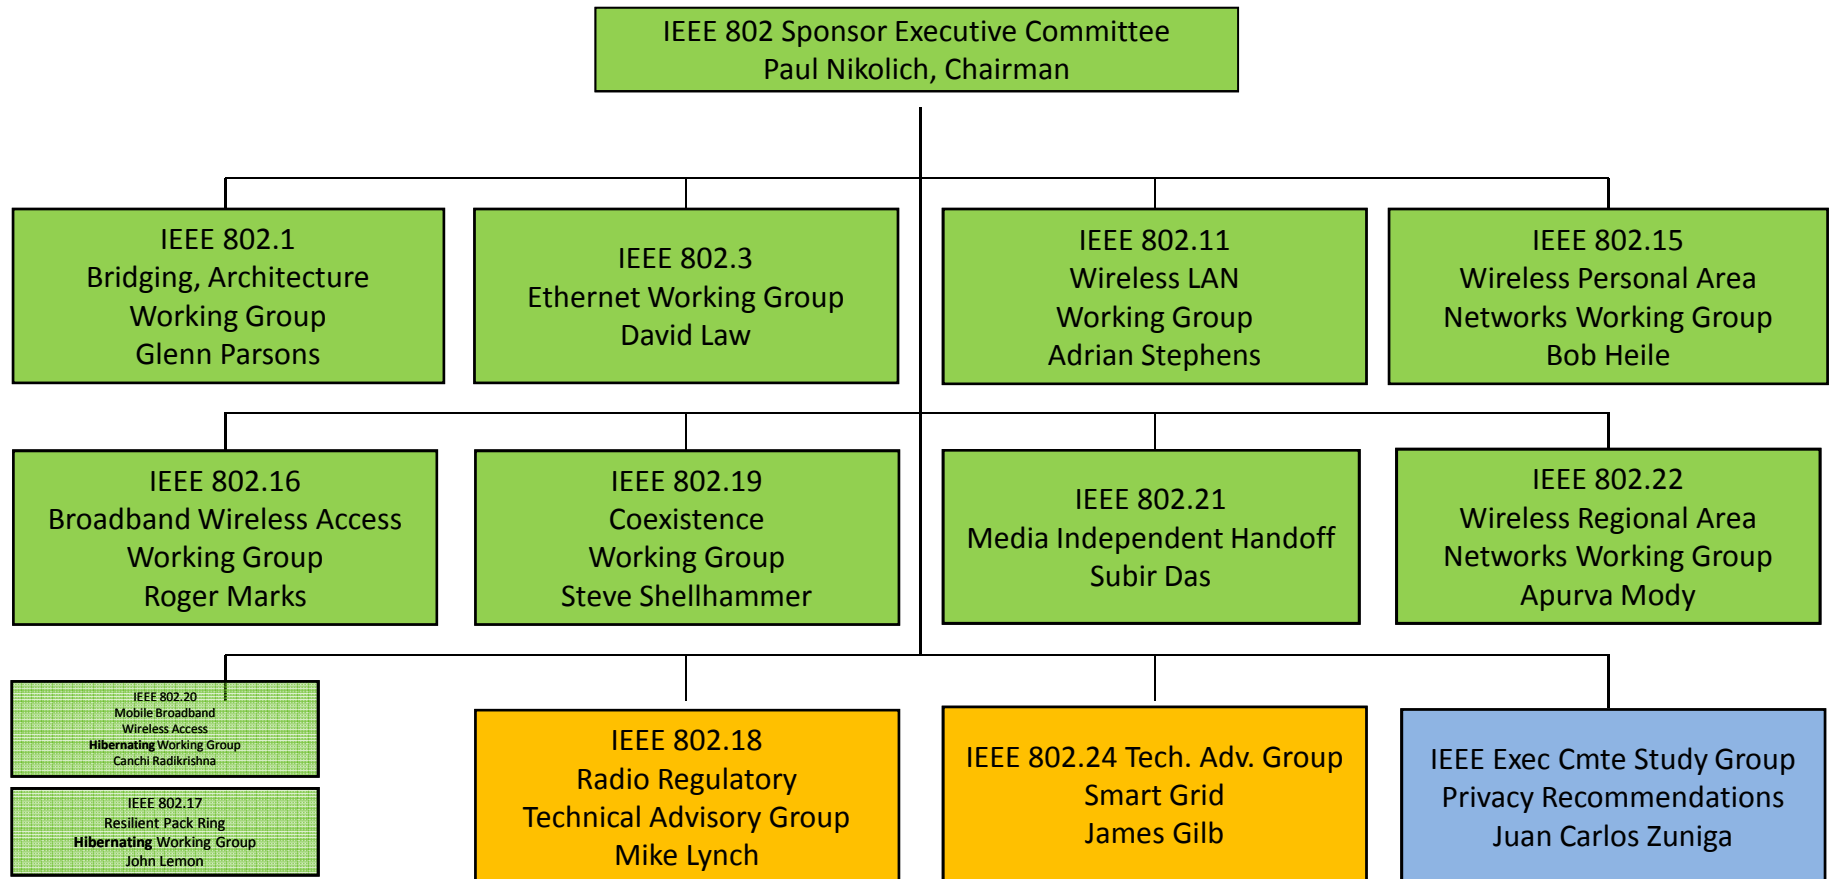 IEEE 802 Sponsor Executive Committee
Paul Nikolich, Chairman
IEEE 802.1
Bridging, Architecture
Working Group
Glenn Parsons
IEEE 802.3
Ethernet Working Group
David Law
IEEE 802.11
Wireless LAN
Working Group
Adrian Stephens
IEEE 802.15
Wireless Personal Area
Networks Working Group
Bob Heile
IEEE 802.16
Broadband Wireless Access
Working Group
Roger Marks
IEEE 802.19
Coexistence
Working Group
Steve Shellhammer
IEEE 802.21
Media Independent Handoff
Subir Das
IEEE 802.22
Wireless Regional Area
Networks Working Group
Apurva Mody
IEEE 802.20
Mobile Broadband
Wireless Access
Hibernating Working Group
Canchi Radikrishna
IEEE 802.17
Resilient Pack Ring
Hibernating Working Group
John Lemon
IEEE 802.18
Radio Regulatory
Technical Advisory Group
Mike Lynch
IEEE 802.24 Tech. Adv. Group
Smart Grid
James Gilb
IEEE Exec Cmte Study Group
Privacy Recommendations
Juan Carlos Zuniga